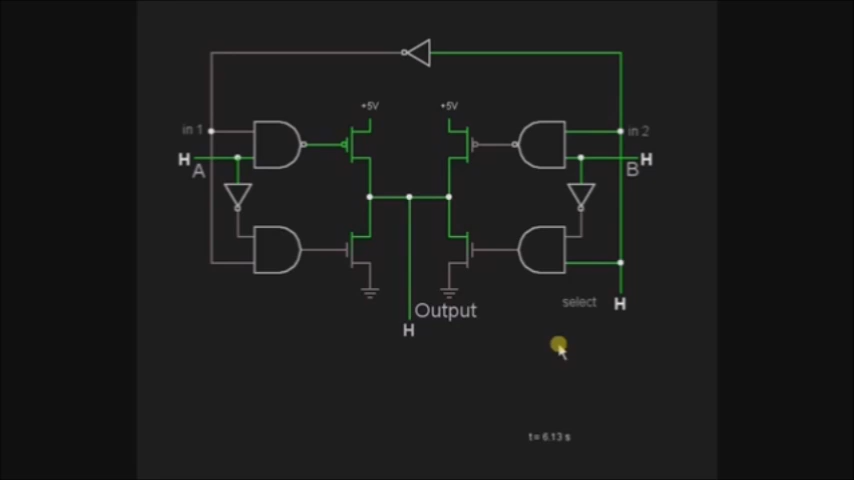 +5V
+5V
in 1
in 2
H
A
B
H
select
H
Output
H
t= 6.13 s